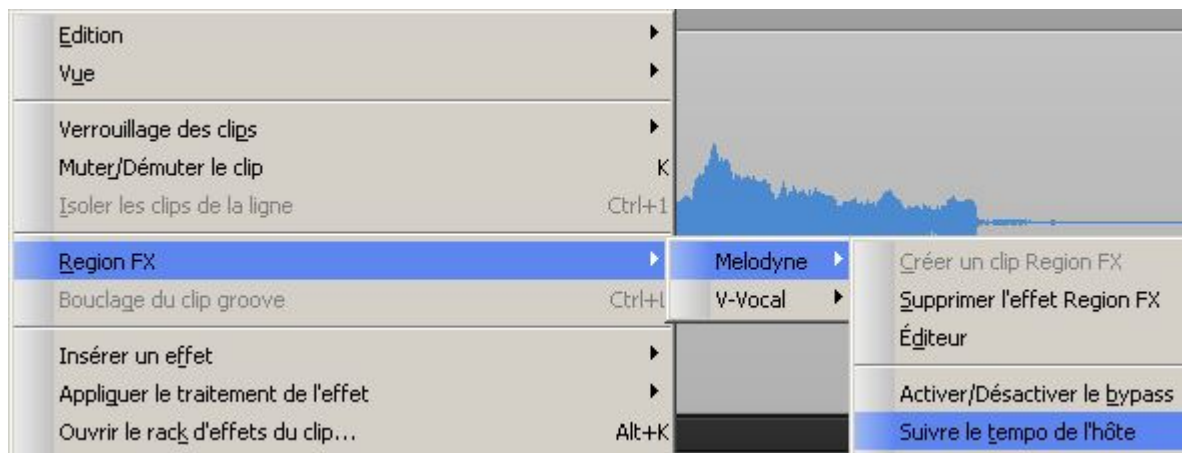 Edition
Vue
Verrouillage des clips
Muter/Démuter le clip K
Isoler les clips de la ligne Ctrl+1
Region FX
Melodyne
Créer un clip Region FX
Bouclage du clip groove Ctrl+L
V-Vocal
Supprimer l'effet Region FX
Éditeur
Insérer un effet
Appliquer le traitement de l'effet
Activer/Désactiver le bypass
Ouvrir le rack d'effets du clip... Alt+K
Suivre le tempo de l'hôte